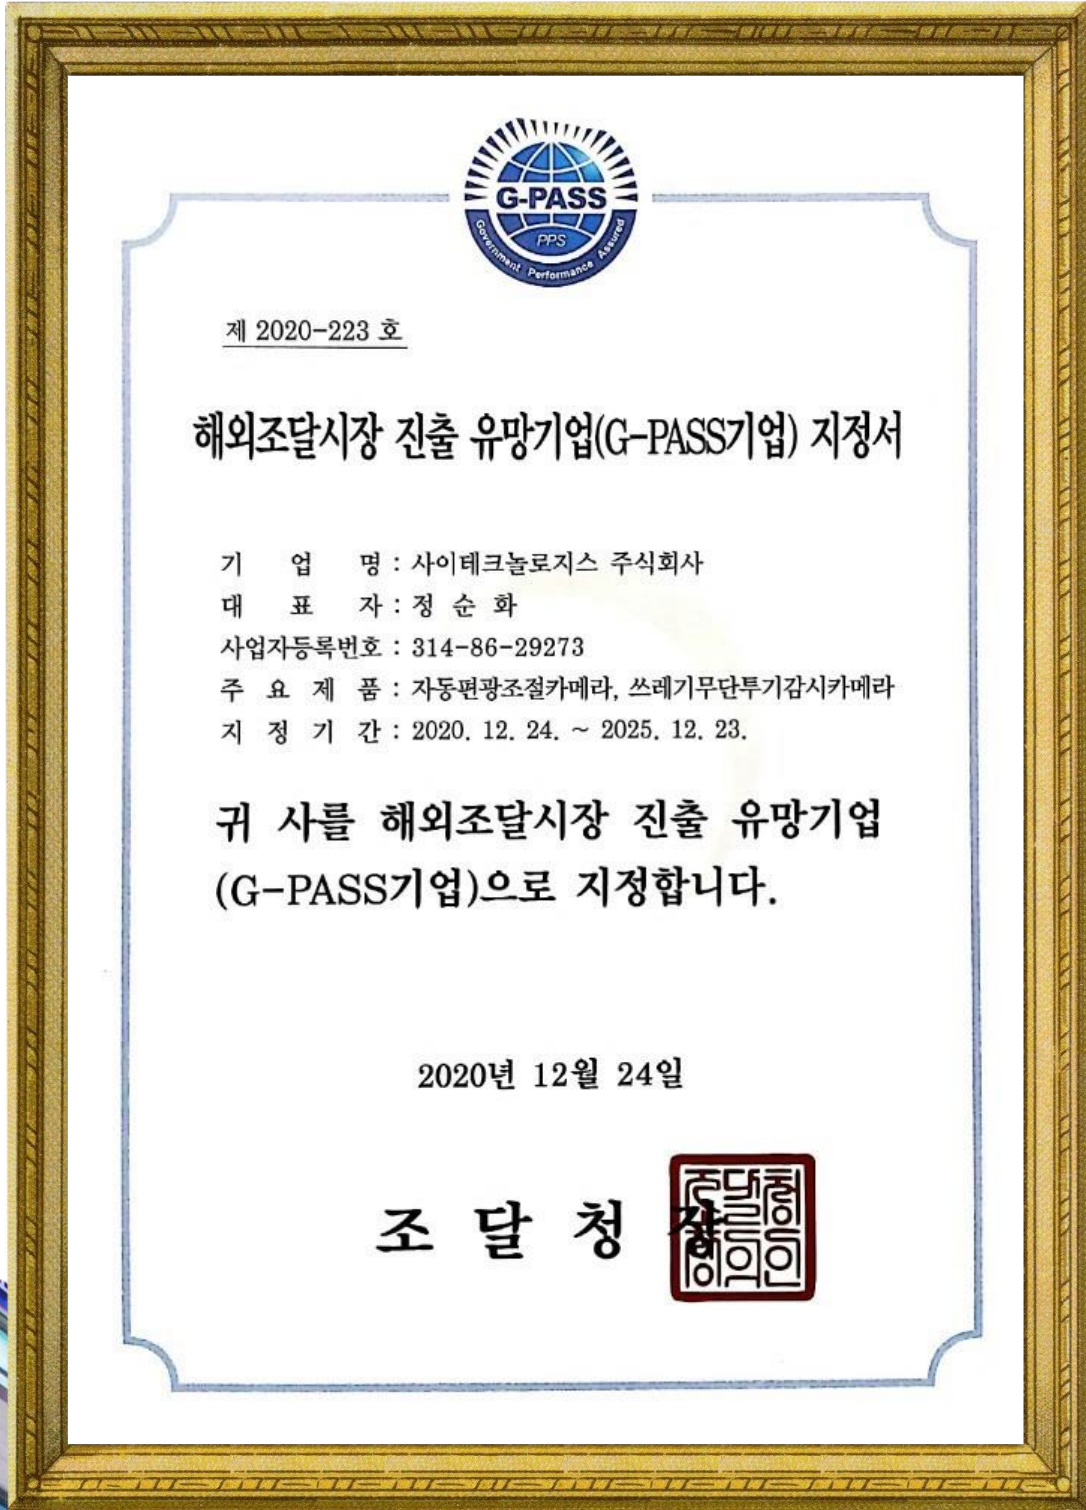 G-PASS
PPS
Government Performance Assured
제 2020-223 호
해외조달시장 진출 유망기업(G-PASS기업) 지정서
기 업 명 : 사이테크놀로지스 주식회사
대 표 자 : 정 순 화
사업자등록번호 : 314-86-29273
주 요 제 품 : 자동편광조절카메라, 쓰레기무단투기감시카메라
지 정 기 간 : 2020. 12. 24. ~ 2025. 12. 23.
귀 사를 해외조달시장 진출 유망기업
(G-PASS기업)으로 지정합니다.
2020년 12월 24일
조 달 청 장